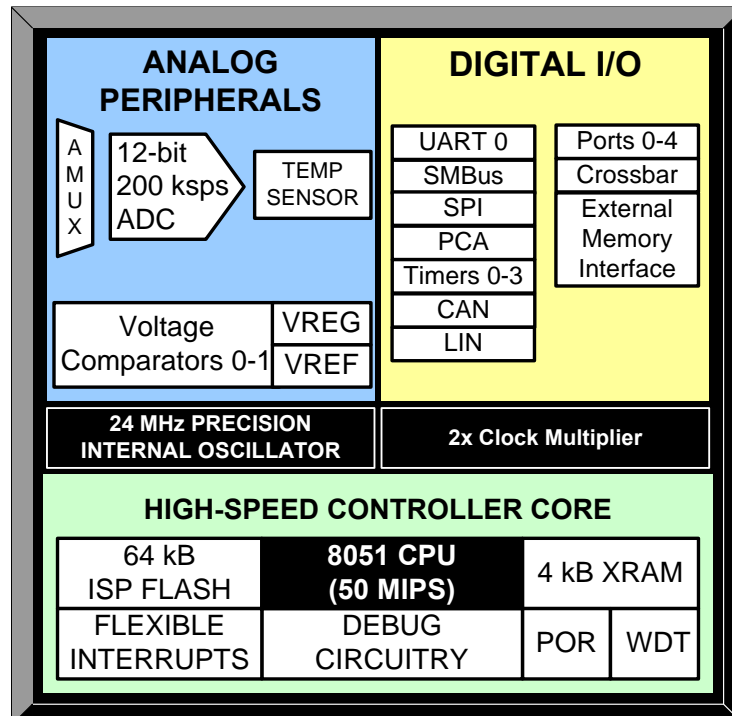 ANALOG
PERIPHERALS
A
M
U
X
12-bit
200 ksps
ADC
TEMP
SENSOR
Voltage
Comparators 0-1
VREG
VREF
DIGITAL I/O
UART 0
SMBus
SPI
PCA
Timers 0-3
CAN
LIN
Ports 0-4
Crossbar
External
Memory
Interface
24 MHz PRECISION
INTERNAL OSCILLATOR
2x Clock Multiplier
HIGH-SPEED CONTROLLER CORE
64 kB
ISP FLASH
8051 CPU
(50 MIPS)
4 kB XRAM
FLEXIBLE
INTERRUPTS
DEBUG
CIRCUITRY
POR
WDT